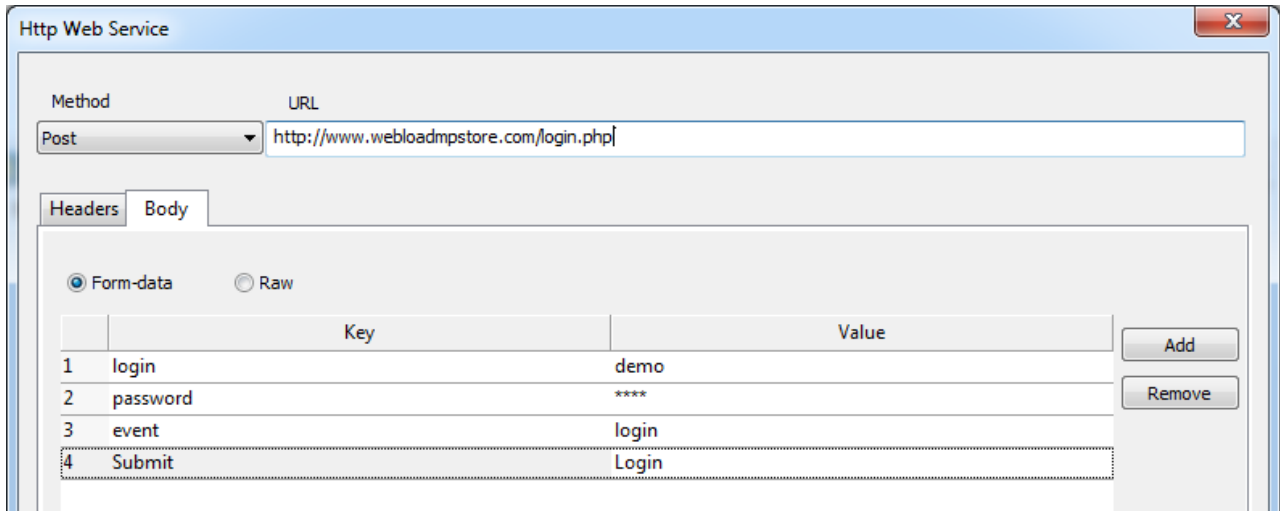 Http Web Service
Method URL
Post http://www.webloadmpstore.com/login.php
Headers Body
Form-data Raw
Key Value
Add
1 login demo
2 password ****
Remove
3 event login
4 Submit Login